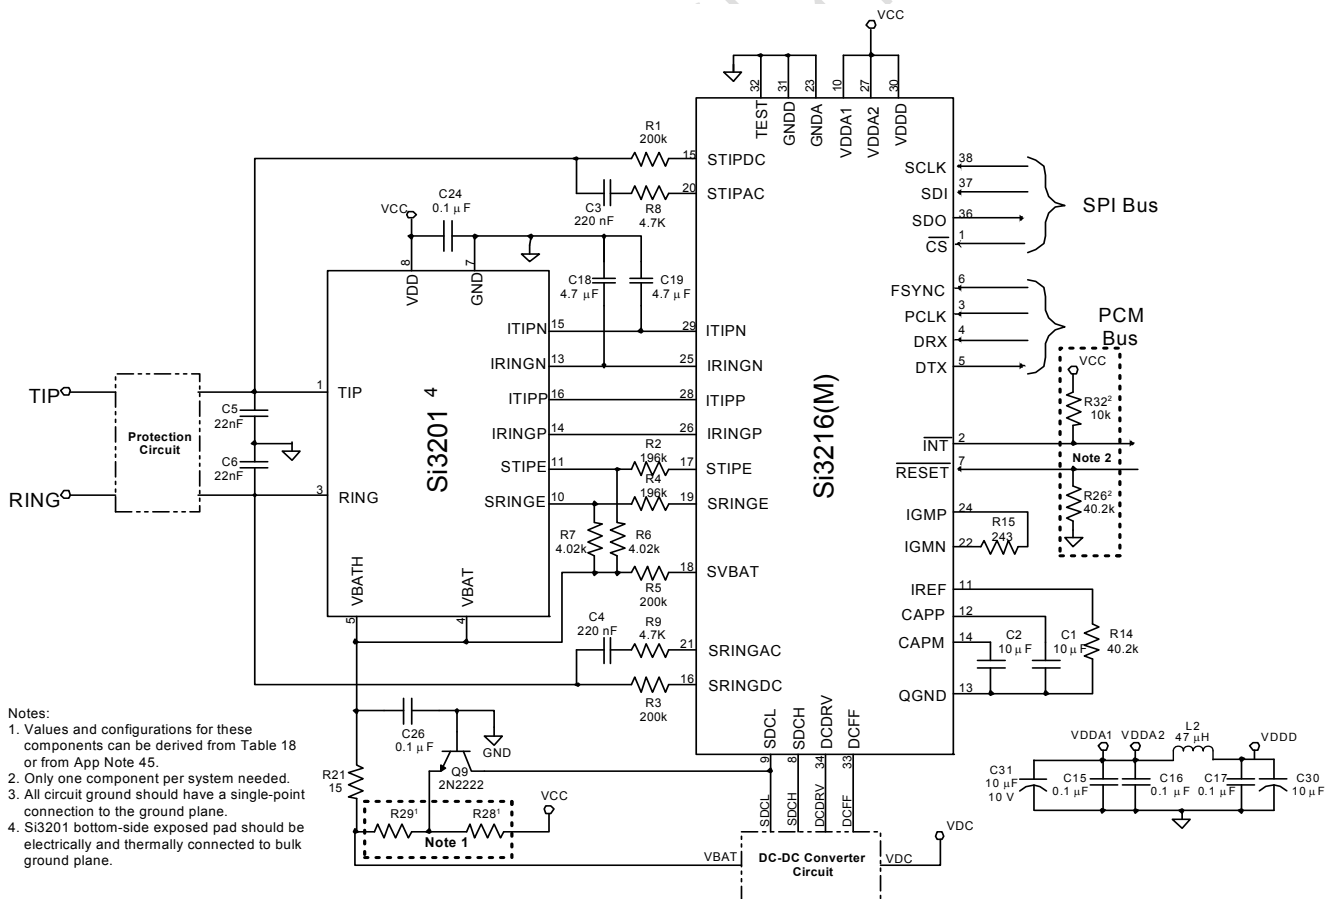 VCC
32
31
23
10
27
30
TEST
GNDD
GNDA
VDDA1
VDDA2
VDDD
R1
200k
15
STIPDC
C3
220 nF
R8
4.7K
20
STIPAC
SCLK
38
SDI
37
SDO
36
CS
1
SPI Bus
C24
0.1 μF
VCC
8
7
VDD
GND
C18
4.7 μF
C19
4.7 μF
FSYNC
6
PCLK
3
DRX
4
DTX
5
PCM
Bus
ITIPN
15
29
ITIPN
IRINGN
13
25
IRINGN
ITIPP
16
28
ITIPP
IRINGP
14
26
IRINGP
STIPE
11
R2
196k
17
STIPE
SRINGE
10
R4
196k
19
SRINGE
TIP
RING
Protection
Circuit
C5
22nF
C6
22nF
1
TIP
3
RING
Si3201 4
Si3216(M)
VCC
R32²
10k
INT
2
Note 2
RESET
7
R26²
40.2k
IGMP
24
R15
243
IGMN
22
R7
4.02k
R6
4.02k
18
SVBAT
R5
200k
VBATH
VBAT
5
4
C4
220 nF
R9
4.7K
21
SRINGAC
16
SRINGDC
R3
200k
IREF
11
CAPP
12
CAPM
14
QGND
13
C2
10 μF
C1
10 μF
R14
40.2k
Notes:
1. Values and configurations for these
components can be derived from Table 18
or from App Note 45.
2. Only one component per system needed.
3. All circuit ground should have a single-point
connection to the ground plane.
4. Si3201 bottom-side exposed pad should be
electrically and thermally connected to bulk
ground plane.
C26
0.1 μF
GND
Q9
2N2222
R21
15
R29¹
R28¹
Note 1
VCC
SDCL
SDCH
DCDRV
DCFF
9
8
34
33
SDCL
SDCH
DCDRV
DCFF
VBAT
DC-DC Converter
Circuit
VDC
VDC
VDDA1
VDDA2
L2
47 μH
VDDD
C31
10 μF
10 V
C15
0.1 μF
C16
0.1 μF
C17
0.1 μF
C30
10 μF